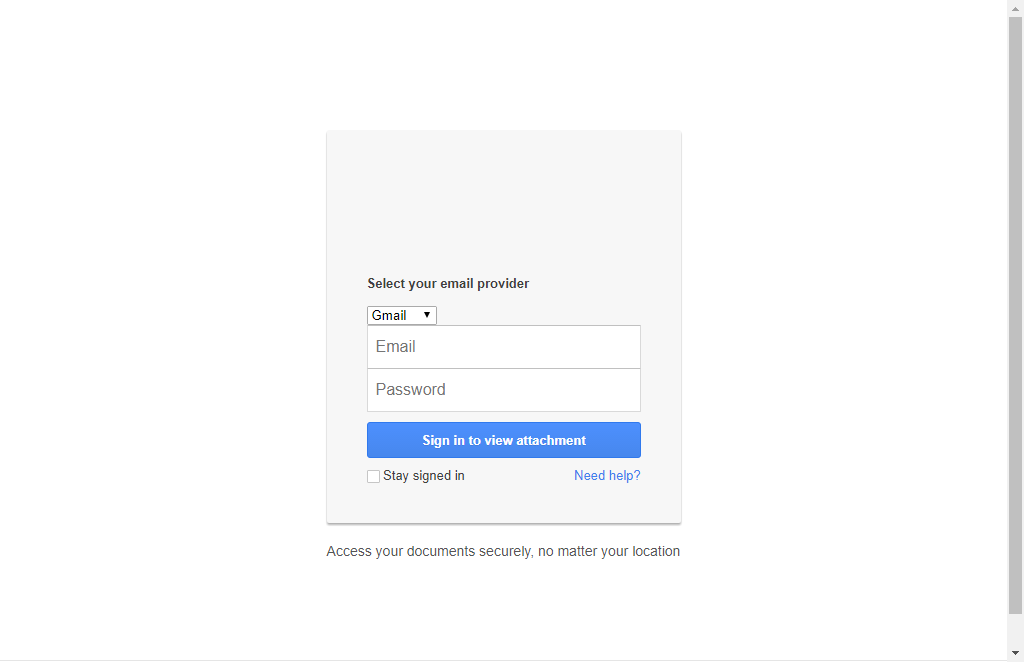 Select your email provider
Gmail
Email
Password
Sign in to view attachment
Stay signed in Need help?
Access your documents securely, no matter your location